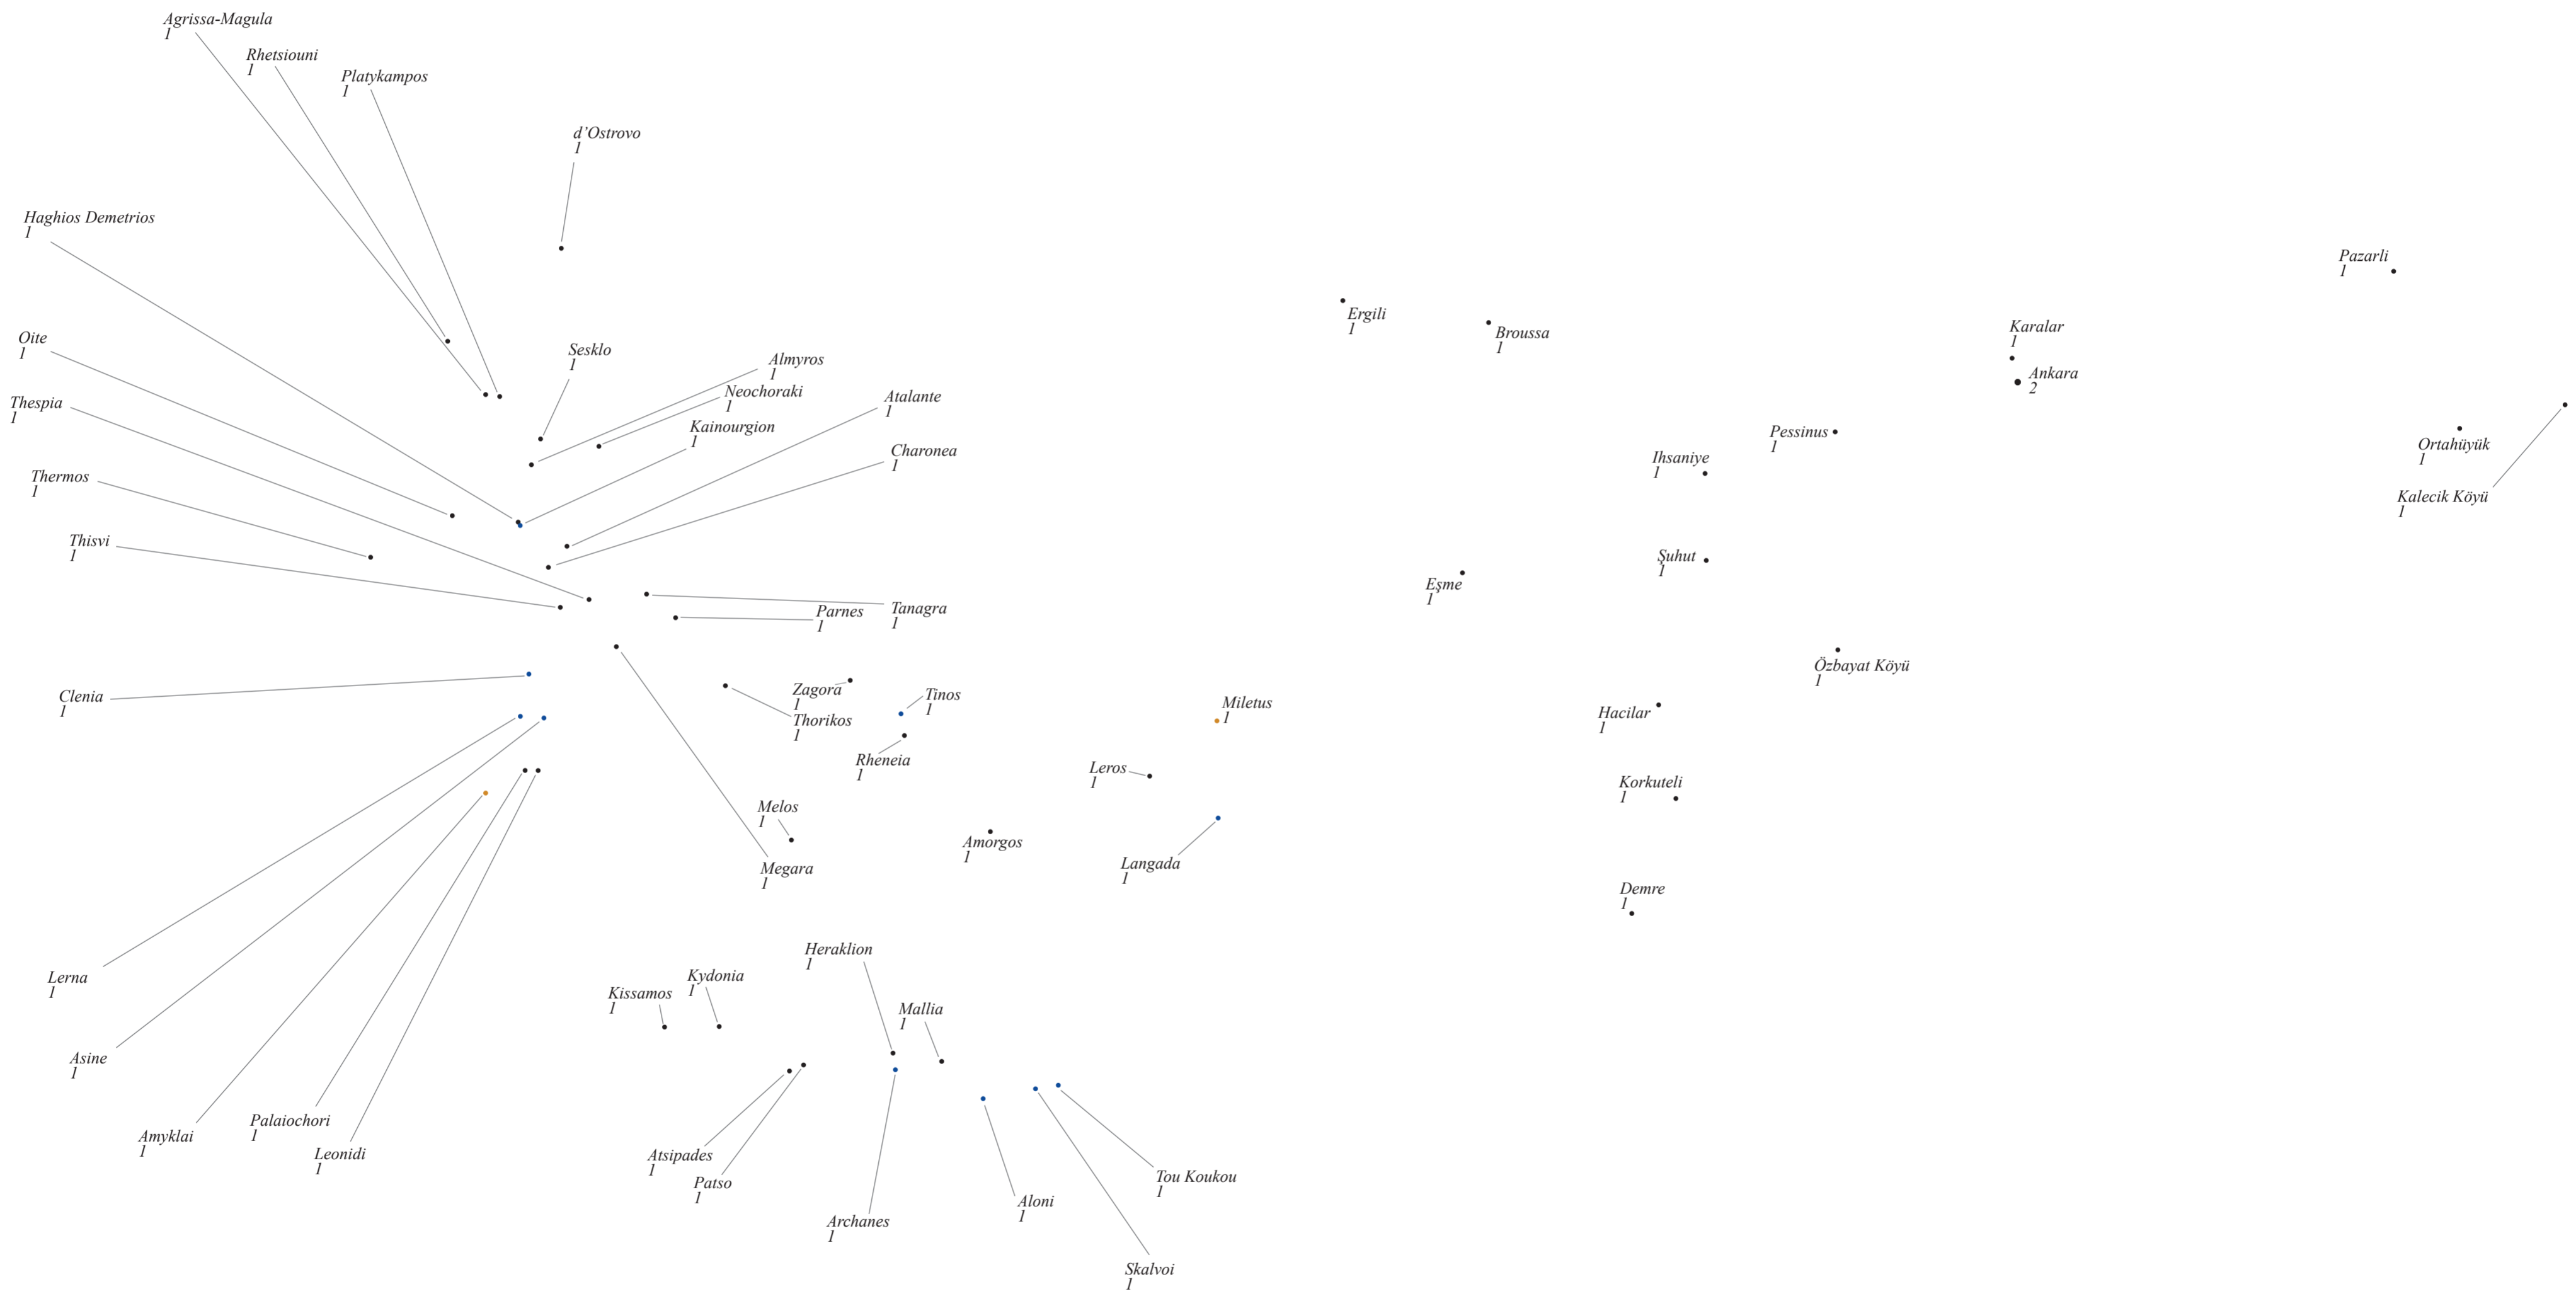 Agrissa-Magula
1
Rhetsiouni
1
Platykampos
1
d’Ostrovo
1
Haghios Demetrios
1
Pazarli
1
Ergili
1
Broussa
1
Karalar
1
Oite
1
Sesklo
1
Almyros
1
Ankara
2
Neochoraki
1
Atalante
1
Thespia
1
Kainourgion
1
Pessinus
1
Ortahüyük
1
Charonea
1
Ihsaniye
1
Thermos
1
Kalecik Köyü
1
Thisvi
1
Şuhut
1
Eşme
1
Tanagra
1
Parnes
1
Özbayat Köyü
1
Clenia
1
Zagora
1
Tinos
1
Miletus
1
Hacilar
1
Thorikos
1
Rheneia
1
Leros
1
Korkuteli
1
Melos
1
Amorgos
1
Langada
1
Megara
1
Demre
1
Heraklion
1
Lerna
1
Kydonia
1
Kissamos
1
Mallia
1
Asine
1
Palaiochori
1
Amyklai
1
Leonidi
1
Atsipades
1
Patso
1
Tou Koukou
1
Aloni
1
Archanes
1
Skalvoi
1